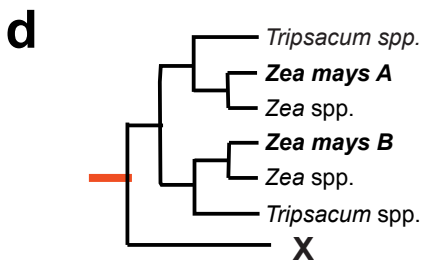 d
Tripsacum spp.
Zea mays A
Zea spp.
Zea mays B
Zea spp.
Tripsacum spp.
X